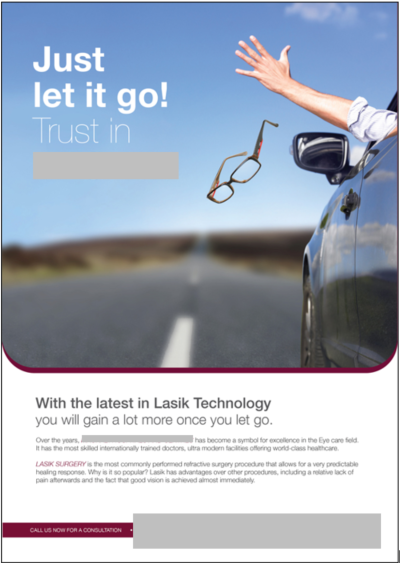 Just
let it go!
Trust in
With the latest in Lasik Technology
you will gain a lot more once you let go.
Over the years, has become a symbol for excellence in the Eye care field.
It has the most skilled internationally trained doctors, ultra modern facilities offering world-class healthcare.
LASIK SURGERY is the most commonly performed refractive surgery procedure that allows for a very predictable
healing response. Why is it so popular? Lasik has advantages over other procedures, including a relative lack of
pain afterwards and the fact that good vision is achieved almost immediately.
CALL US NOW FOR A CONSULTATION